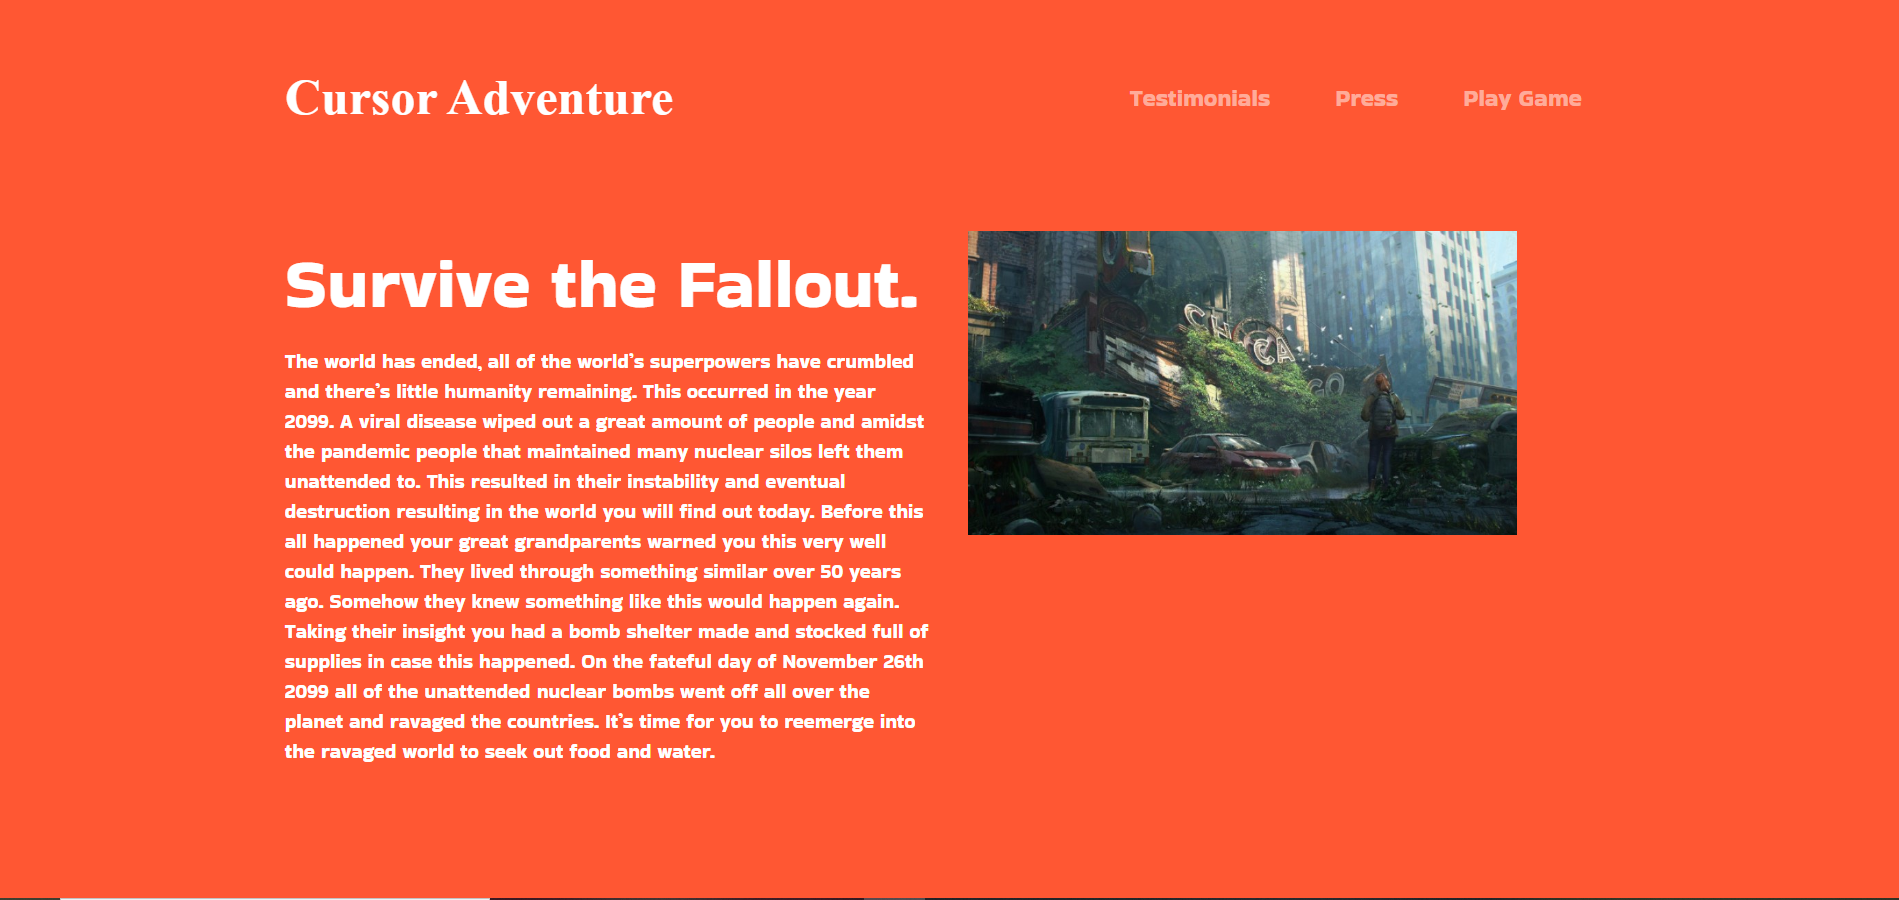 Cursor Adventure
Testimonials Press Play Game
Survive the Fallout.
The world has ended, all of the world's superpowers have crumbled
and there's little humanity remaining. This occurred in the year
2099. A viral disease wiped out a great amount of people and amidst
the pandemic people that maintained many nuclear silos left them
unattended to. This resulted in their instability and eventual
destruction resulting in the world you will find out today. Before this
all happened your great grandparents warned you this very well
could happen. They lived through something similar over 50 years
ago. Somehow they knew something like this would happen again.
Taking their insight you had a bomb shelter made and stocked full of
supplies in case this happened. On the fateful day of November 26th
2099 all of the unattended nuclear bombs went off all over the
planet and ravaged the countries. It's time for you to reemerge into
the ravaged world to seek out food and water.